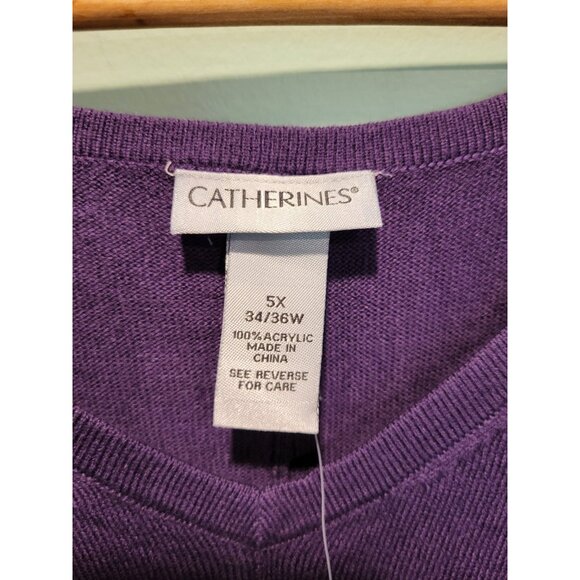 CATHERINES®
5X
34/36W
100% ACRYLIC
MADE IN
CHINA
SEE REVERSE
FOR CARE